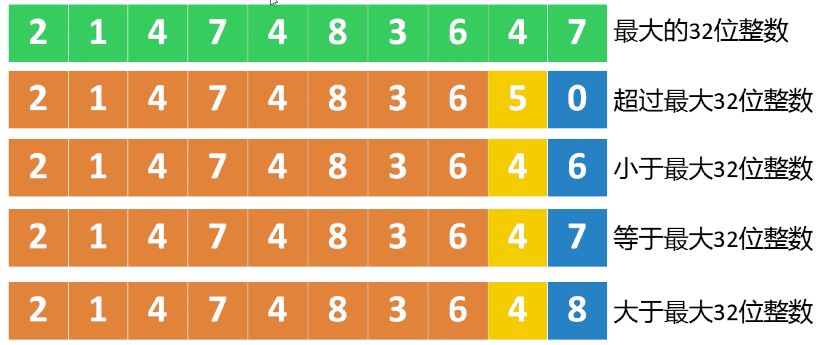 2 1 4 7 4 8 3 6 4 7 最大的32位整数
2 1 4 7 4 8 3 6 5 0 超过最大32位整数
2 1 4 7 4 8 3 6 4 6 小于最大32位整数
2 1 4 7 4 8 3 6 4 7 等于最大32位整数
2 1 4 7 4 8 3 6 4 8 大于最大32位整数